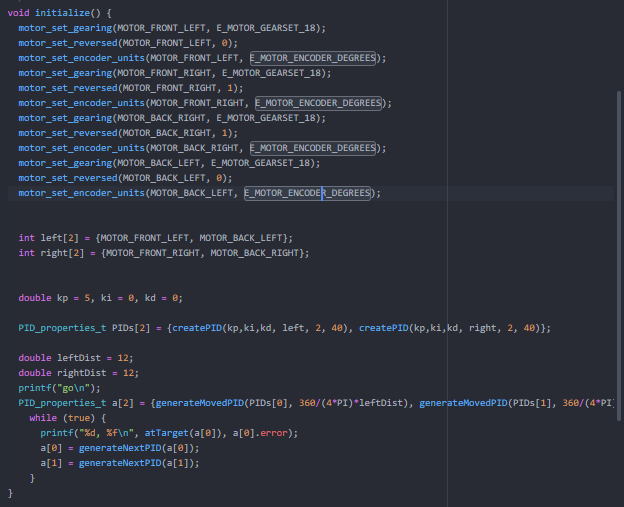 void initialize() {
motor_set_gearing(MOTOR_FRONT_LEFT, E_MOTOR_GEARSET_18);
motor_set_reversed(MOTOR_FRONT_LEFT, 0);
motor_set_encoder_units(MOTOR_FRONT_LEFT, E_MOTOR_ENCODER_DEGREES);
motor_set_gearing(MOTOR_FRONT_RIGHT, E_MOTOR_GEARSET_18);
motor_set_reversed(MOTOR_FRONT_RIGHT, 1);
motor_set_encoder_units(MOTOR_FRONT_RIGHT, E_MOTOR_ENCODER_DEGREES);
motor_set_gearing(MOTOR_BACK_RIGHT, E_MOTOR_GEARSET_18);
motor_set_reversed(MOTOR_BACK_RIGHT, 1);
motor_set_encoder_units(MOTOR_BACK_RIGHT, E_MOTOR_ENCODER_DEGREES);
motor_set_gearing(MOTOR_BACK_LEFT, E_MOTOR_GEARSET_18);
motor_set_reversed(MOTOR_BACK_LEFT, 0);
motor_set_encoder_units(MOTOR_BACK_LEFT, E_MOTOR_ENCODER_DEGREES);
int left[2] = {MOTOR_FRONT_LEFT, MOTOR_BACK_LEFT};
int right[2] = {MOTOR_FRONT_RIGHT, MOTOR_BACK_RIGHT};
double kp = 5, ki = 0, kd = 0;
PID_properties_t PIDs[2] = {createPID(kp,ki,kd, left, 2, 40), createPID(kp,ki,kd, right, 2, 40)};
double leftDist = 12;
double rightDist = 12;
printf("go\n");
PID_properties_t a[2] = {generateMovedPID(PIDs[0], 360/(4*PI)*leftDist), generateMovedPID(PIDs[1], 360/(4*PI)
while (true) {
printf("%d, %f\n", atTarget(a[0]), a[0].error);
a[0] = generateNextPID(a[0]);
a[1] = generateNextPID(a[1]);
}
}